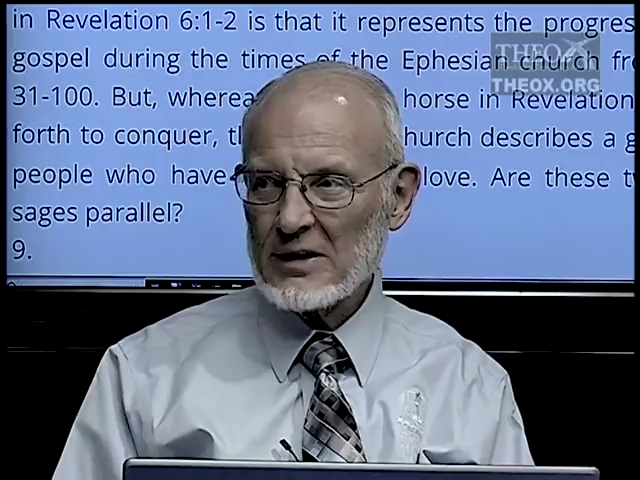 in Revelation 6:1-2 is that it represents the progres
gospel during the times of the Ephesian church fr
31-100. But, wherea horse in Revelation
forth to conquer, t hurch describes a g
people who have love. Are these t
sages parallel?
9.
THEOX
THEOX.ORG